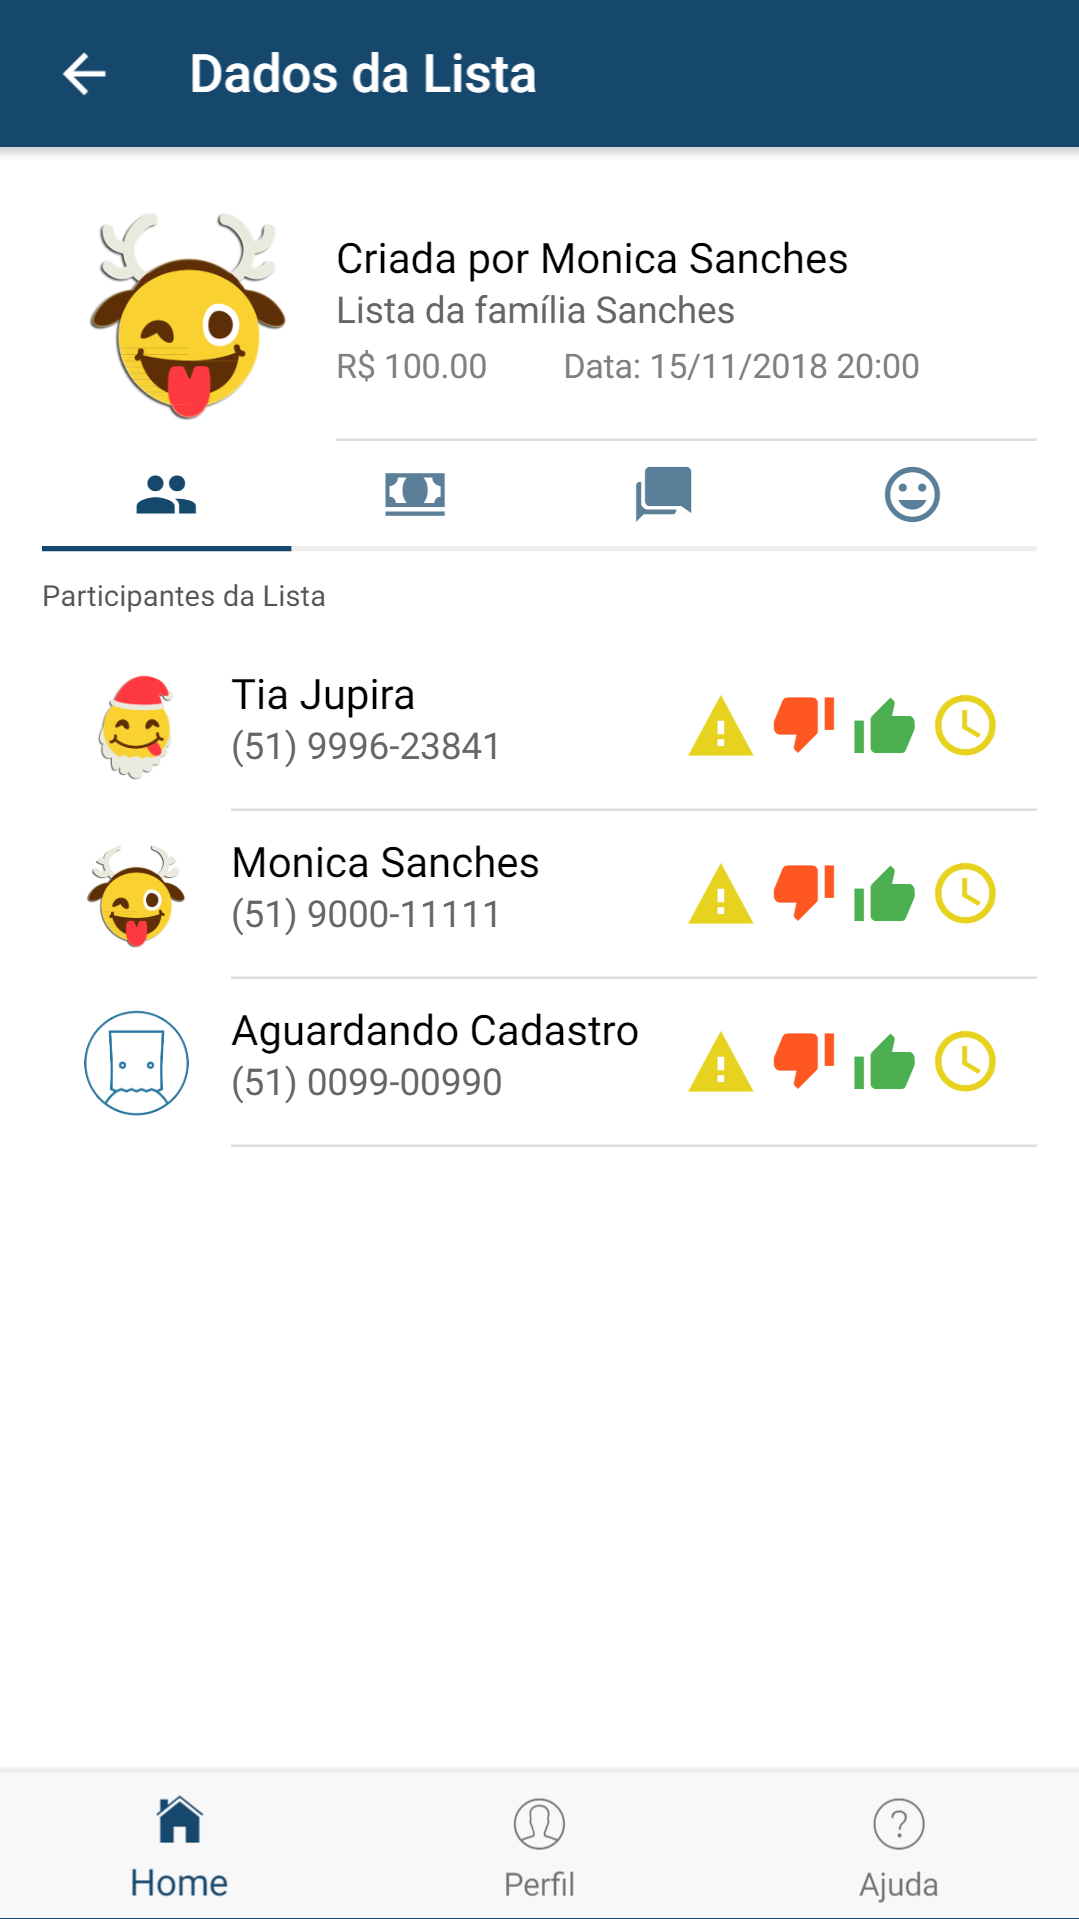 Dados da Lista
Criada por Monica Sanches
Lista da família Sanches
R$ 100.00 Data: 15/11/2018 20:00
Participantes da Lista
Tia Jupira
(51) 9996-23841
Monica Sanches
(51) 9000-11111
Aguardando Cadastro
(51) 0099-00990
Home Perfil Ajuda